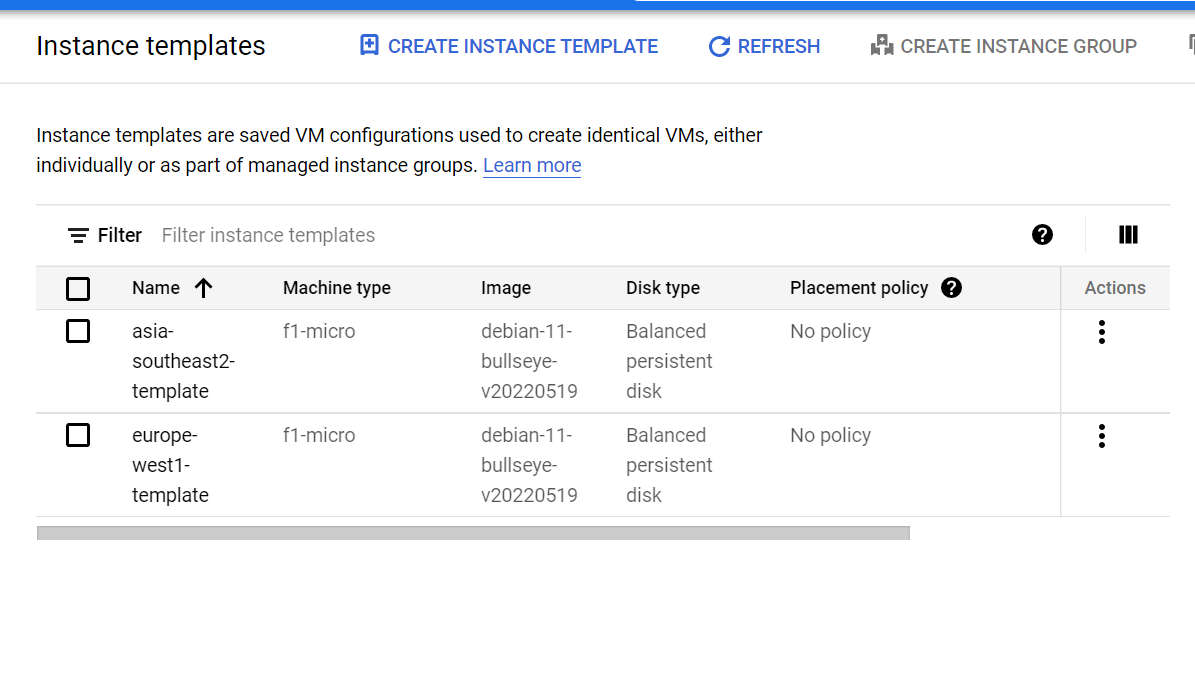 Instance templates CREATE INSTANCE TEMPLATE REFRESH CREATE INSTANCE GROUP
Instance templates are saved VM configurations used to create identical VMs, either
individually or as part of managed instance groups. Learn more
Filter Filter instance templates
Name Machine type Image Disk type Placement policy Actions
asia- f1-micro debian-11- Balanced No policy
southeast2- bullseye- persistent
template v20220519 disk
europe- f1-micro debian-11- Balanced No policy
west1- bullseye- persistent
template v20220519 disk